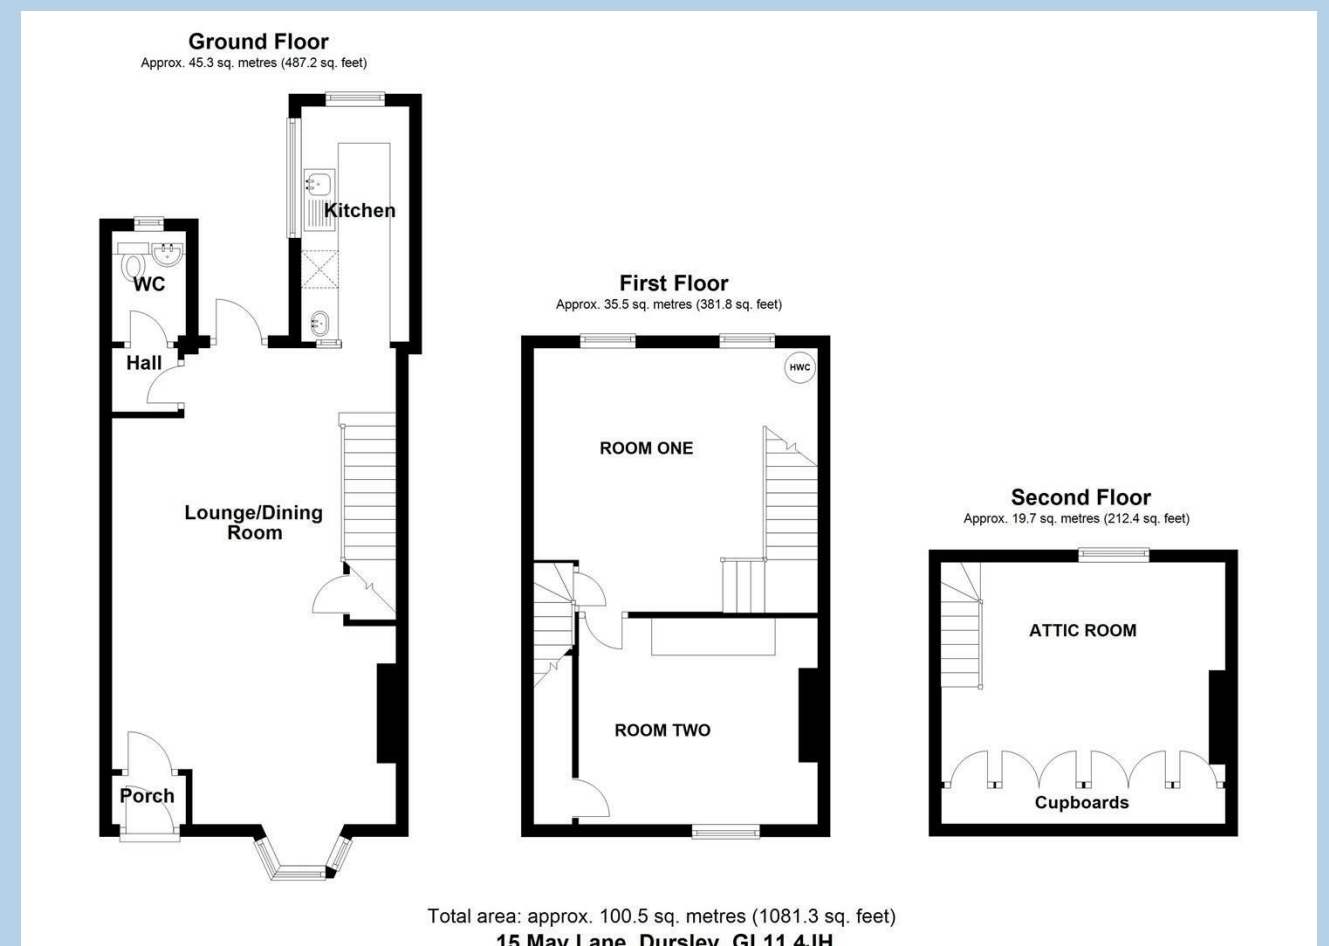 Ground Floor
Approx. 45.3 sq. metres (487.2 sq. feet)
Kitchen
WC
Hall
Lounge/Dining
Room
Porch
First Floor
Approx. 35.5 sq. metres (381.8 sq. feet)
HWC
ROOM ONE
ROOM TWO
Second Floor
Approx. 19.7 sq. metres (212.4 sq. feet)
ATTIC ROOM
Cupboards
Total area: approx. 100.5 sq. metres (1081.3 sq. feet)
15 May Lane, Dursley, GL11 4JH